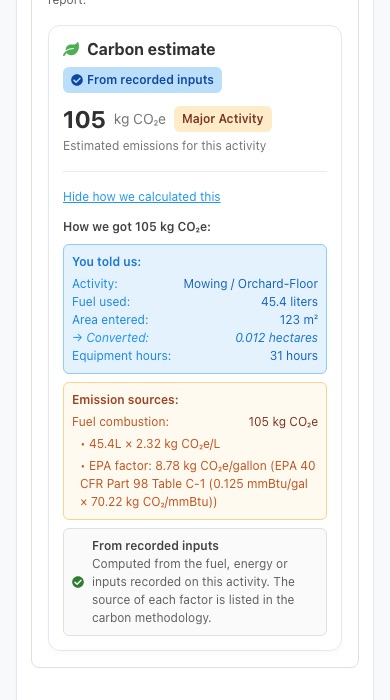 report.
Carbon estimate
From recorded inputs
105 kg CO₂e Major Activity
Estimated emissions for this activity
Hide how we calculated this
How we got 105 kg CO₂e:
You told us:
Activity: Mowing / Orchard-Floor
Fuel used: 45.4 liters
Area entered: 123 m²
→ Converted: 0.012 hectares
Equipment hours: 31 hours
Emission sources:
Fuel combustion: 105 kg CO₂e
• 45.4L × 2.32 kg CO₂e/L
• EPA factor: 8.78 kg CO₂e/gallon (EPA 40
CFR Part 98 Table C-1 (0.125 mmBtu/gal
× 70.22 kg CO₂/mmBtu))
From recorded inputs
Computed from the fuel, energy or
inputs recorded on this activity. The
source of each factor is listed in the
carbon methodology.